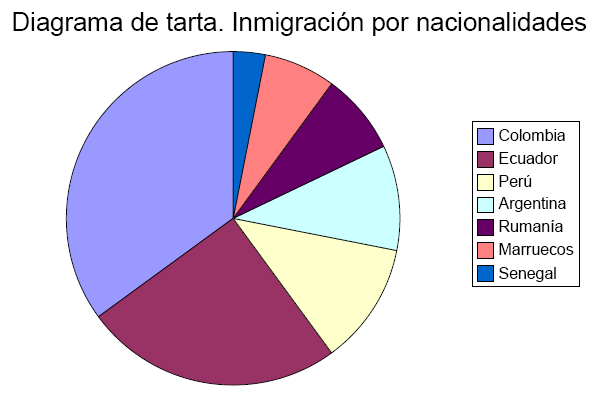 Diagrama de tarta. Inmigración por nacionalidades
Colombia
Ecuador
Perú
Argentina
Rumanía
Marruecos
Senegal